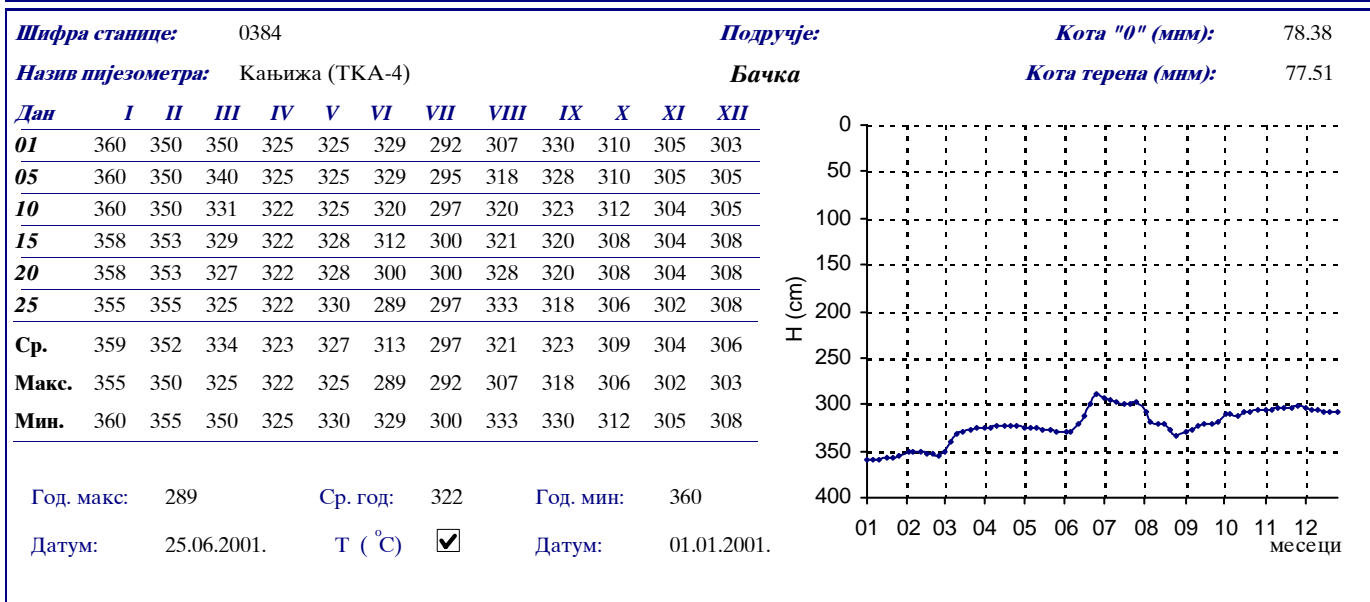 Шифра станице: 0384 Подручје: Кота "0" (мнм): 78.38
Назив пијезометра: Кањижа (ТКА-4) Бачка Кота терена (мнм): 77.51
Дан I II III IV V VI VII VIII IX X XI XII
01 360 350 350 325 325 329 292 307 330 310 305 303
05 360 350 340 325 325 329 295 318 328 310 305 305
10 360 350 331 322 325 320 297 320 323 312 304 305
15 358 353 329 322 328 312 300 321 320 308 304 308
20 358 353 327 322 328 300 300 328 320 308 304 308
25 355 355 325 322 330 289 297 333 318 306 302 308
Ср. 359 352 334 323 327 313 297 321 323 309 304 306
Макс. 355 350 325 322 325 289 292 307 318 306 302 303
Мин. 360 355 350 325 330 329 300 333 330 312 305 308
Год. макс: 289 Ср. год: 322 Год. мин: 360
Датум: 25.06.2001. Т ( °C) Датум: 01.01.2001.
0
50
100
150
200
250
300
350
400
H (cm)
01 02 03 04 05 06 07 08 09 10 11 12
месеци